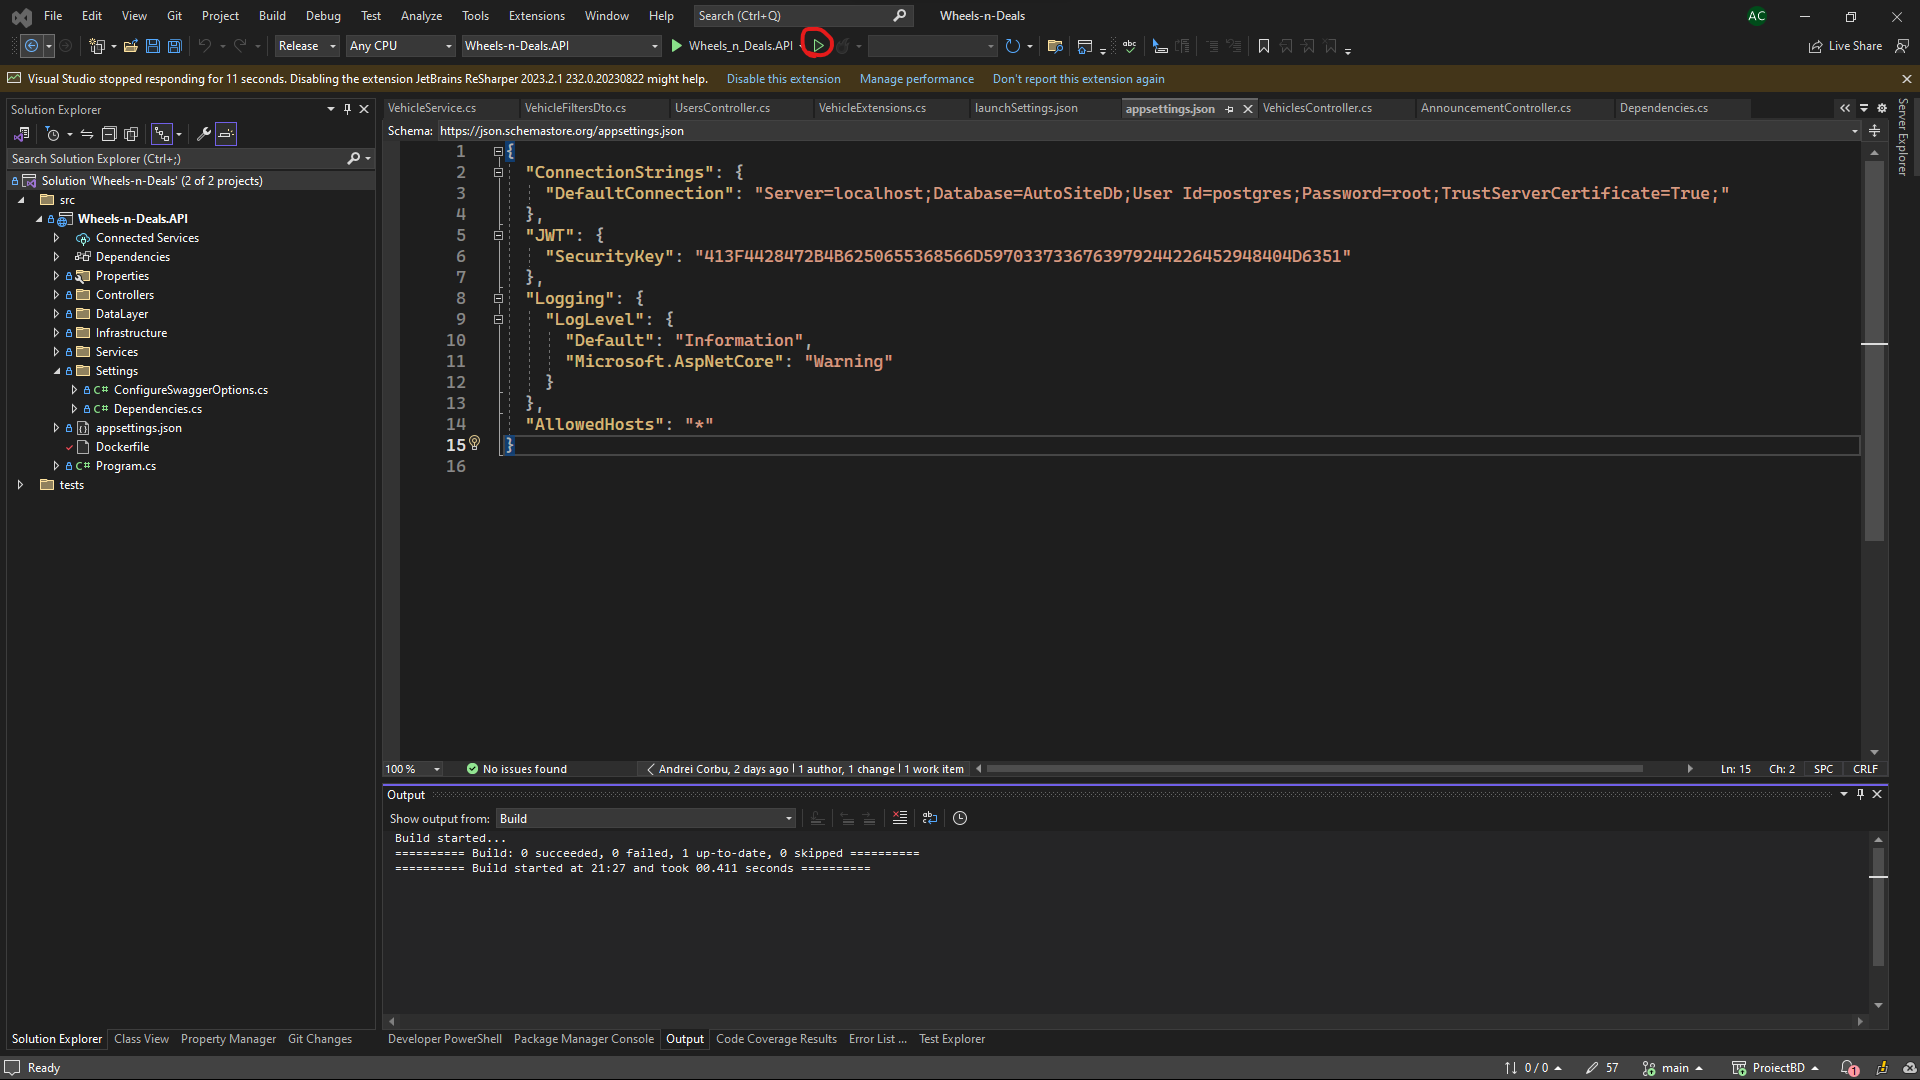 File Edit View Git Project Build Debug Test Analyze Tools Extensions Window Help Search (Ctrl+Q) Wheels-n-Deals AC
Release Any CPU Wheels-n-Deals.API Wheels_n_Deals.API Live Share
Visual Studio stopped responding for 11 seconds. Disabling the extension JetBrains ReSharper 2023.2.1 232.0.20230822 might help. Disable this extension Manage performance Don't report this extension again
Solution Explorer
Search Solution Explorer (Ctrl+;)
Solution 'Wheels-n-Deals' (2 of 2 projects)
src
Wheels-n-Deals.API
Connected Services
Dependencies
Properties
Controllers
DataLayer
Infrastructure
Services
Settings
C# ConfigureSwaggerOptions.cs
C# Dependencies.cs
appsettings.json
Dockerfile
C# Program.cs
tests
VehicleService.cs VehicleFiltersDto.cs UsersController.cs VehicleExtensions.cs launchSettings.json appsettings.json VehiclesController.cs AnnouncementController.cs Dependencies.cs
Server Explorer
Schema: https://json.schemastore.org/appsettings.json
1 {
2 "ConnectionStrings": {
3 "DefaultConnection": "Server=localhost;Database=AutoSiteDb;User Id=postgres;Password=root;TrustServerCertificate=True;"
4 },
5 "JWT": {
6 "SecurityKey": "413F4428472B4B6250655368566D5970337336763979244226452948404D6351"
7 },
8 "Logging": {
9 "LogLevel": {
10 "Default": "Information",
11 "Microsoft.AspNetCore": "Warning"
12 }
13 },
14 "AllowedHosts": "*"
15 }
16
100 % No issues found Andrei Corbu, 2 days ago | 1 author, 1 change | 1 work item Ln: 15 Ch: 2 SPC CRLF
Output
Show output from: Build
Build started...
========== Build: 0 succeeded, 0 failed, 1 up-to-date, 0 skipped ==========
========== Build started at 21:27 and took 00.411 seconds ==========
Solution Explorer Class View Property Manager Git Changes Developer PowerShell Package Manager Console Output Code Coverage Results Error List ... Test Explorer
Ready 0 / 0 57 main ProiectBD 1